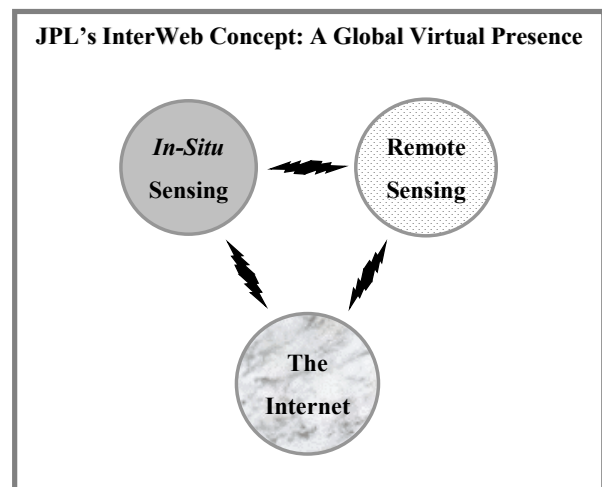 JPL's InterWeb Concept: A Global Virtual Presence
In-Situ
Sensing
Remote
Sensing
The
Internet